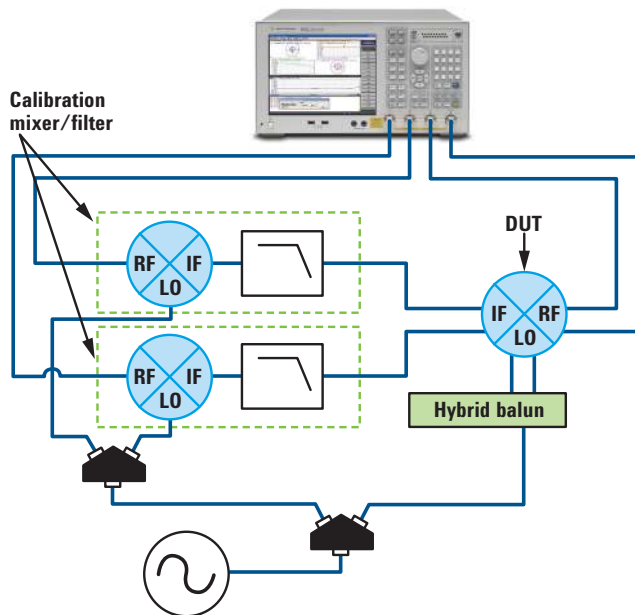 Calibration
mixer/filter
DUT
RF IF
LO
IF RF
LO
RF IF
LO
Hybrid balun